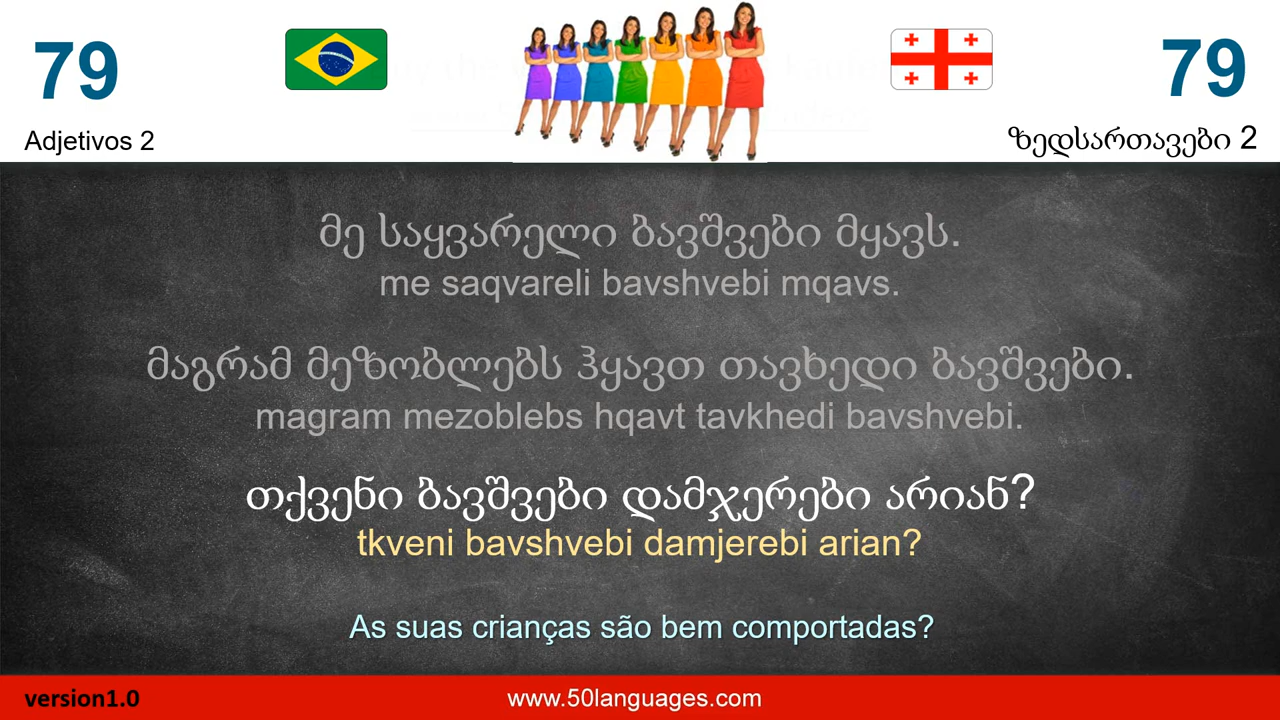 79
79
Adjetivos 2
ზედსართავები 2
მე საყვარელი ბავშვები მყავს.
me saqvareli bavshvebi mqavs.
მაგრამ მეზობლებს ჰყავთ თავხედი ბავშვები.
magram mezoblebs hqavt tavkhedi bavshvebi.
თქვენი ბავშვები დამჯერები არიან?
tkveni bavshvebi damjerebi arian?
As suas crianças são bem comportadas?
version1.0
www.50languages.com